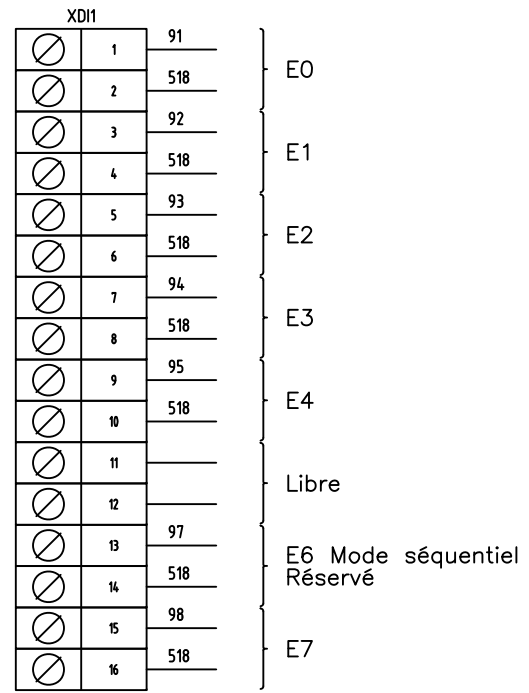 XDI1
1 91
2 518
E0
3 92
4 518
E1
5 93
6 518
E2
7 94
8 518
E3
9 95
10 518
E4
11
12
Libre
13 97
14 518
E6 Mode séquentiel
Réservé
15 98
16 518
E7